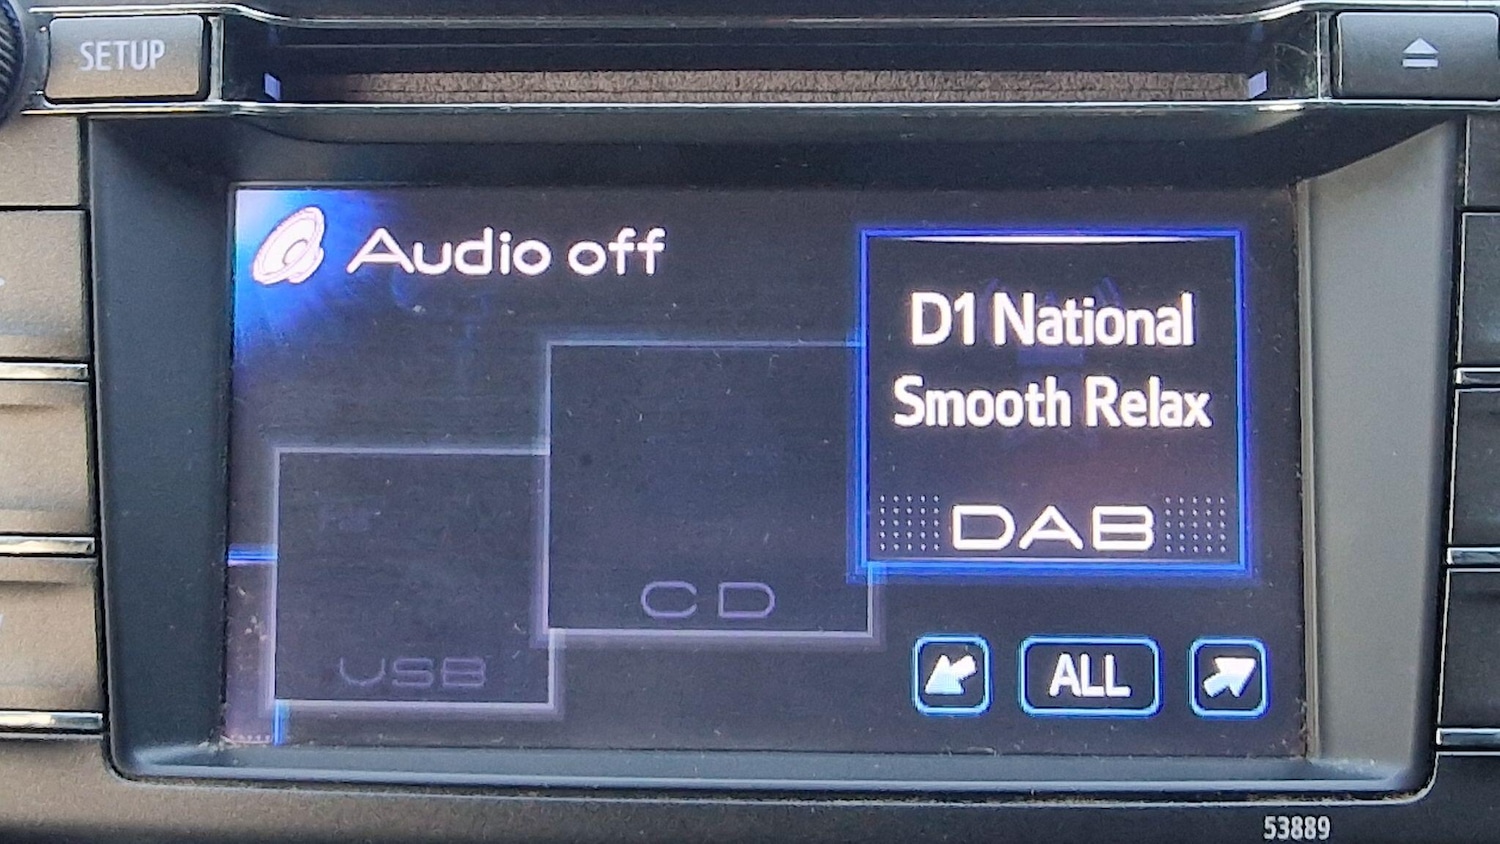 SETUP
Audio off
D1 National
Smooth Relax
DAB
CD
USB
ALL
53889